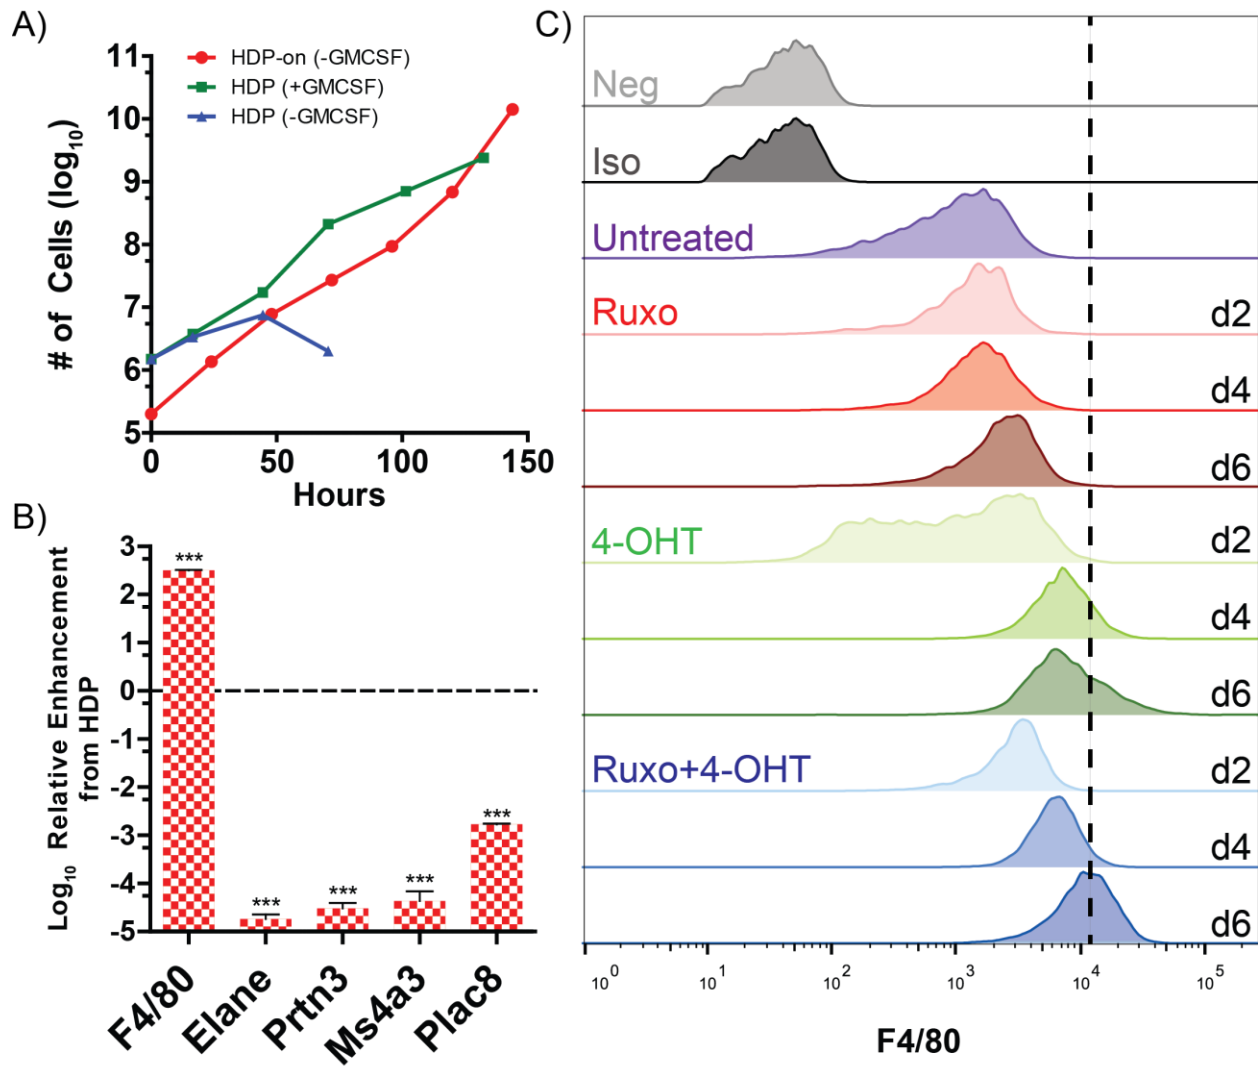 A)
HDP-on (-GMCSF)
HDP (+GMCSF)
HDP (-GMCSF)
# of Cells (log10)
11
10
9
8
7
6
5
0 50 100 150
Hours
B)
Log10 Relative Enhancement
from HDP
3
2
1
0
-1
-2
-3
-4
-5
*** *** *** *** ***
F4/80 Elane Prtn3 Ms4a3 Plac8
C)
Neg
Iso
Untreated
Ruxo d2
d4
d6
4-OHT d2
d4
d6
Ruxo+4-OHT d2
d4
d6
10^0 10^1 10^2 10^3 10^4 10^5
F4/80